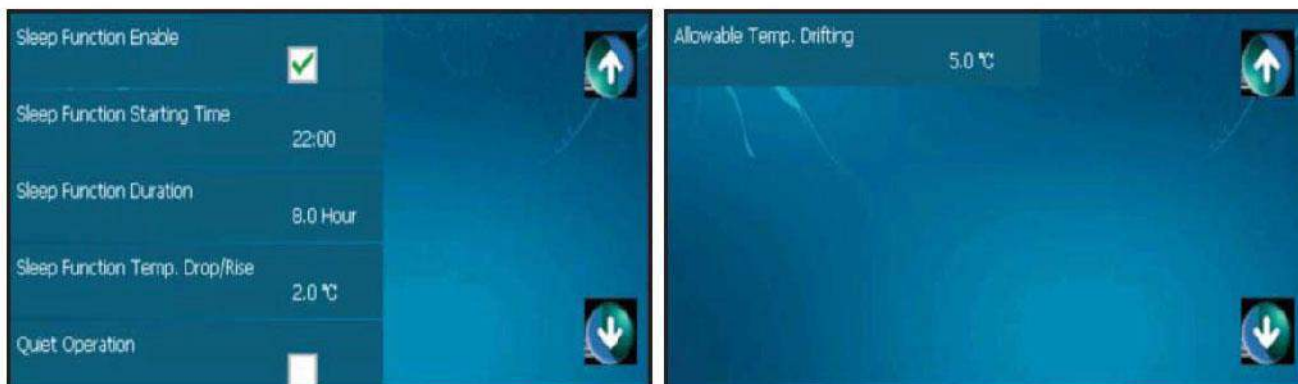 Sleep Function Enable
Sleep Function Starting Time
22:00
Sleep Function Duration
8.0 Hour
Sleep Function Temp. Drop/Rise
2.0 ℃
Quiet Operation
Allowable Temp. Drifting
5.0 ℃